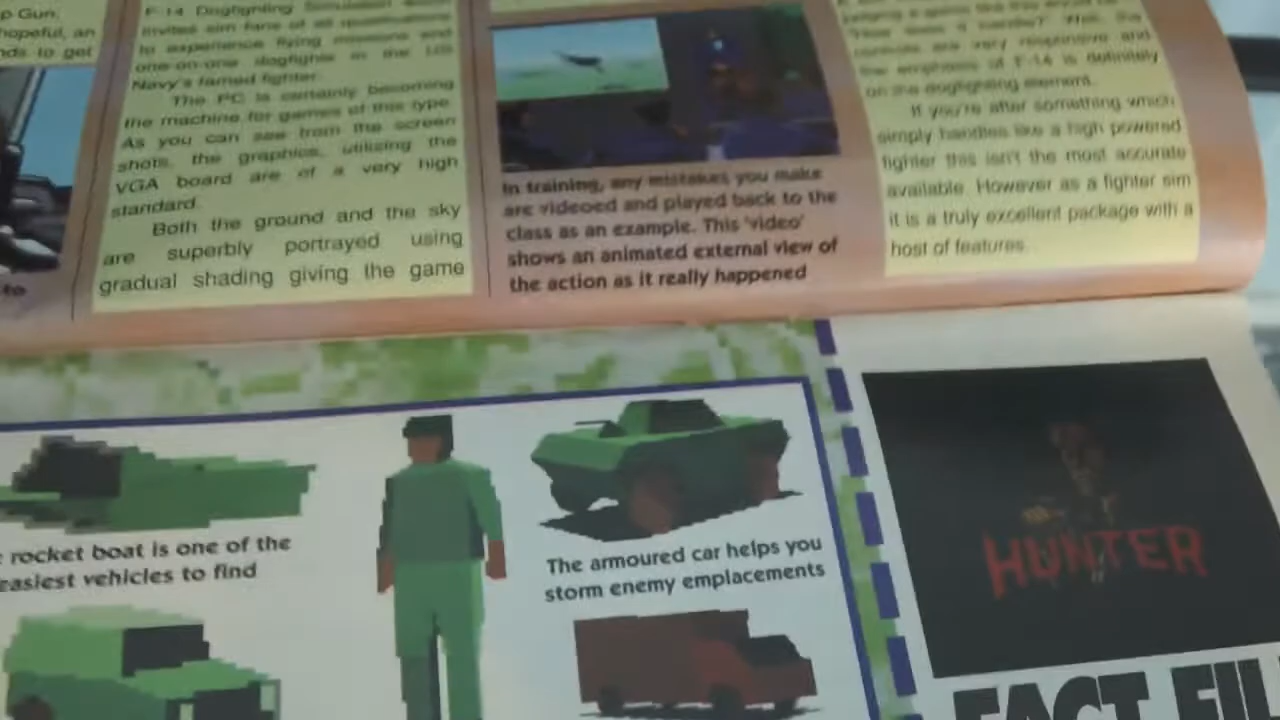 p Gun,
hopeful, an
nds to get
to
F-14 Dogfighting Simulation
invites sim fans of all
to experience flying missions and
one-on-one dogfights in the US
Navy's famed fighter.
The PC is certainly becoming
the machine for games of this type.
As you can see from the screen
shots, the graphics, utilizing the
VGA board are of a very high
standard.
Both the ground and the sky
are superbly portrayed using
gradual shading giving the game
In training, any mistakes you make
are videoed and played back to the
class as an example. This 'video'
shows an animated external view of
the action as it really happened
are very responsive and
the emphasis of F-14 is definitely
on the dogfighting element.
If you're after something which
simply handles like a high powered
fighter this isn't the most accurate
available. However as a fighter sim
it is a truly excellent package with a
host of features.
rocket boat is one of the
easiest vehicles to find
The armoured car helps you
storm enemy emplacements
HUNTER
FACT FIL